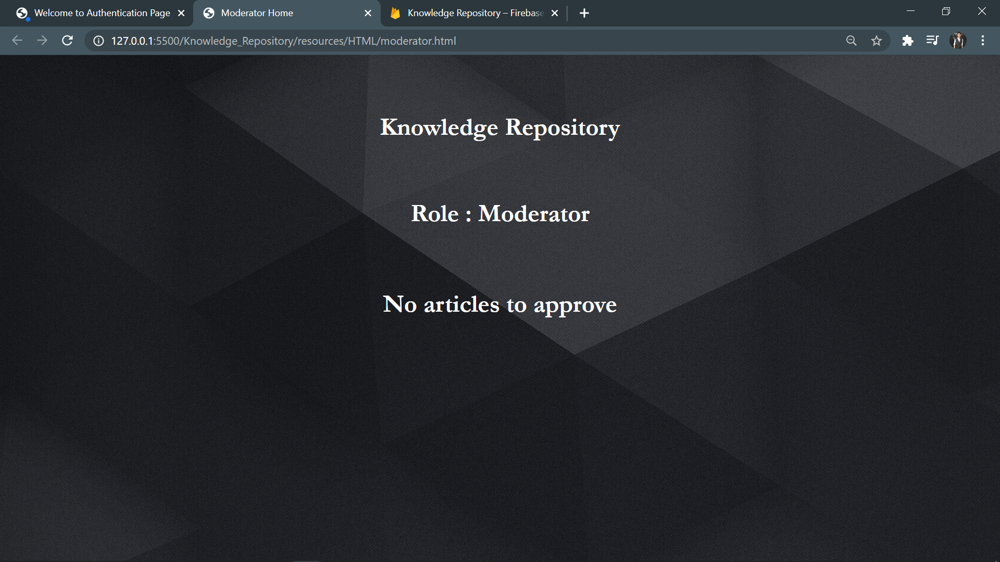 Welcome to Authentication Page
Moderator Home
Knowledge Repository – Firebase
127.0.0.1:5500/Knowledge_Repository/resources/HTML/moderator.html
Knowledge Repository
Role : Moderator
No articles to approve